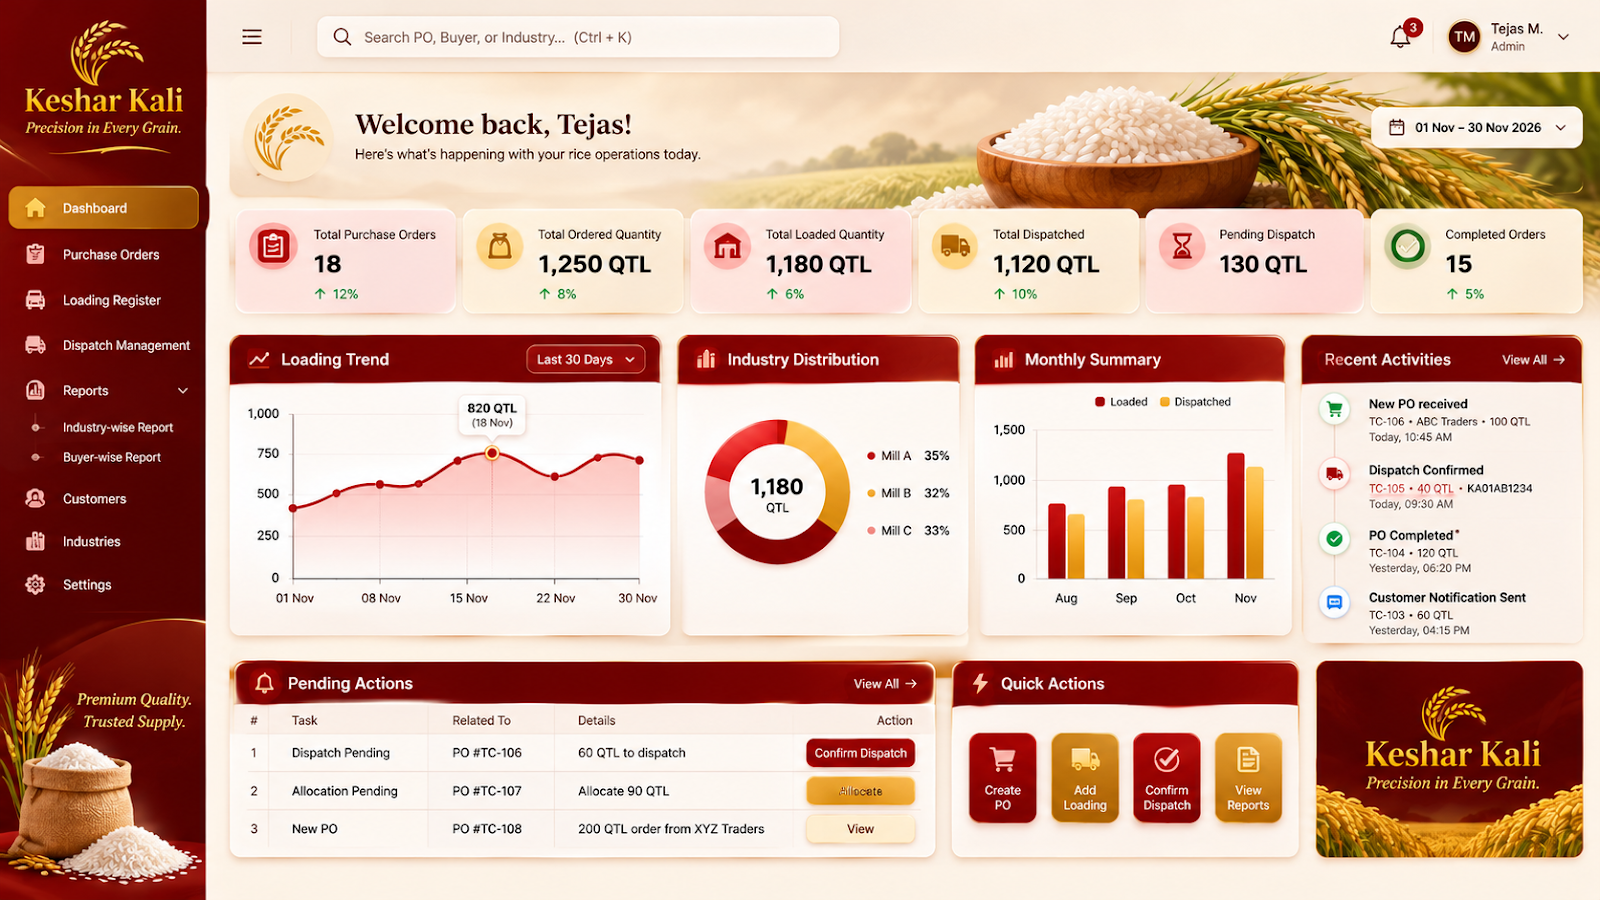 Keshar Kali
Precision in Every Grain.
Dashboard
Purchase Orders
Loading Register
Dispatch Management
Reports
Industry-wise Report
Buyer-wise Report
Customers
Industries
Settings
Premium Quality.
Trusted Supply.
Search PO, Buyer, or Industry... (Ctrl + K)
3
TM
Tejas M.
Admin
Welcome back, Tejas!
Here's what's happening with your rice operations today.
01 Nov – 30 Nov 2026
Total Purchase Orders
18
↑ 12%
Total Ordered Quantity
1,250 QTL
↑ 8%
Total Loaded Quantity
1,180 QTL
↑ 6%
Total Dispatched
1,120 QTL
↑ 10%
Pending Dispatch
130 QTL
Completed Orders
15
↑ 5%
Loading Trend
Last 30 Days
820 QTL
(18 Nov)
1,000
750
500
250
0
01 Nov 08 Nov 15 Nov 22 Nov 30 Nov
Industry Distribution
1,180
QTL
Mill A 35%
Mill B 32%
Mill C 33%
Monthly Summary
Loaded Dispatched
1,500
1,000
500
0
Aug Sep Oct Nov
Recent Activities View All →
New PO received
TC-106 • ABC Traders • 100 QTL
Today, 10:45 AM
Dispatch Confirmed
TC-105 • 40 QTL • KA01AB1234
Today, 09:30 AM
PO Completed*
TC-104 • 120 QTL
Yesterday, 06:20 PM
Customer Notification Sent
TC-103 • 60 QTL
Yesterday, 04:15 PM
Pending Actions View All →
# Task Related To Details Action
1 Dispatch Pending PO #TC-106 60 QTL to dispatch Confirm Dispatch
2 Allocation Pending PO #TC-107 Allocate 90 QTL Allocate
3 New PO PO #TC-108 200 QTL order from XYZ Traders View
Quick Actions
Create
PO
Add
Loading
Confirm
Dispatch
View
Reports
Keshar Kali
Precision in Every Grain.